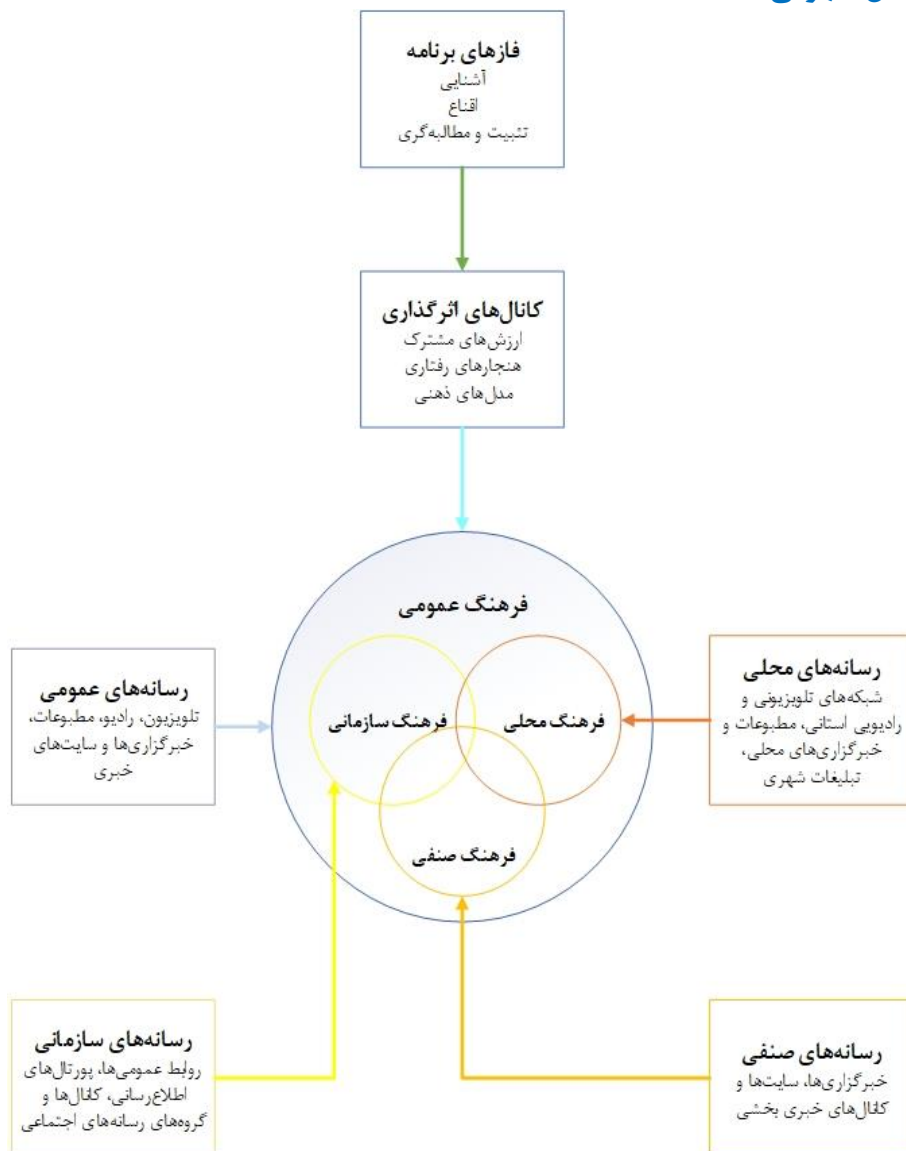 فازهای برنامه
آشنایی
اقناع
تثبیت و مطالبه‌گری
کانال‌های اثرگذاری
ارزش‌های مشترک
هنجارهای رفتاری
مدل‌های ذهنی
فرهنگ عمومی
فرهنگ سازمانی
فرهنگ محلی
فرهنگ صنفی
رسانه‌های محلی
شبکه‌های تلویزیونی و
رادیویی استانی، مطبوعات و
خبرگزاری‌های محلی،
تبلیغات شهری
رسانه‌های عمومی
تلویزیون، رادیو، مطبوعات،
خبرگزاری‌ها و سایت‌های
خبری
رسانه‌های صنفی
خبرگزاری‌ها، سایت‌ها و
کانال‌های خبری بخشی
رسانه‌های سازمانی
روابط عمومی‌ها، پورتال‌های
اطلاع‌رسانی، کانال‌ها و
گروه‌های رسانه‌های اجتماعی